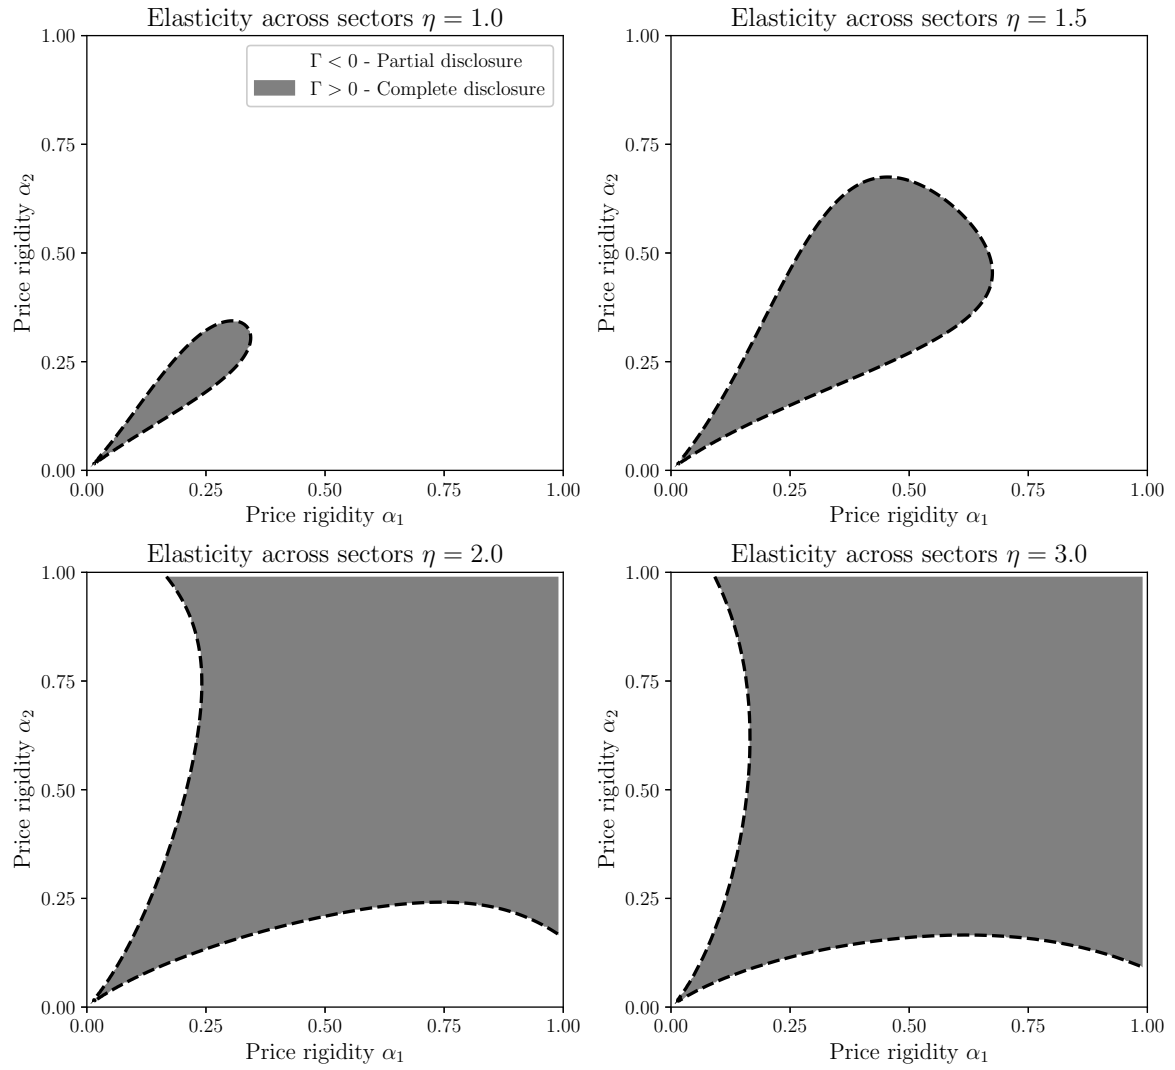 Elasticity across sectors η = 1.0
1.00
0.75
0.50
0.25
0.00
Price rigidity α₂
Γ < 0 - Partial disclosure
Γ > 0 - Complete disclosure
0.00 0.25 0.50 0.75 1.00
Price rigidity α₁
Elasticity across sectors η = 1.5
1.00
0.75
0.50
0.25
0.00
Price rigidity α₂
0.00 0.25 0.50 0.75 1.00
Price rigidity α₁
Elasticity across sectors η = 2.0
1.00
0.75
0.50
0.25
0.00
Price rigidity α₂
0.00 0.25 0.50 0.75 1.00
Price rigidity α₁
Elasticity across sectors η = 3.0
1.00
0.75
0.50
0.25
0.00
Price rigidity α₂
0.00 0.25 0.50 0.75 1.00
Price rigidity α₁